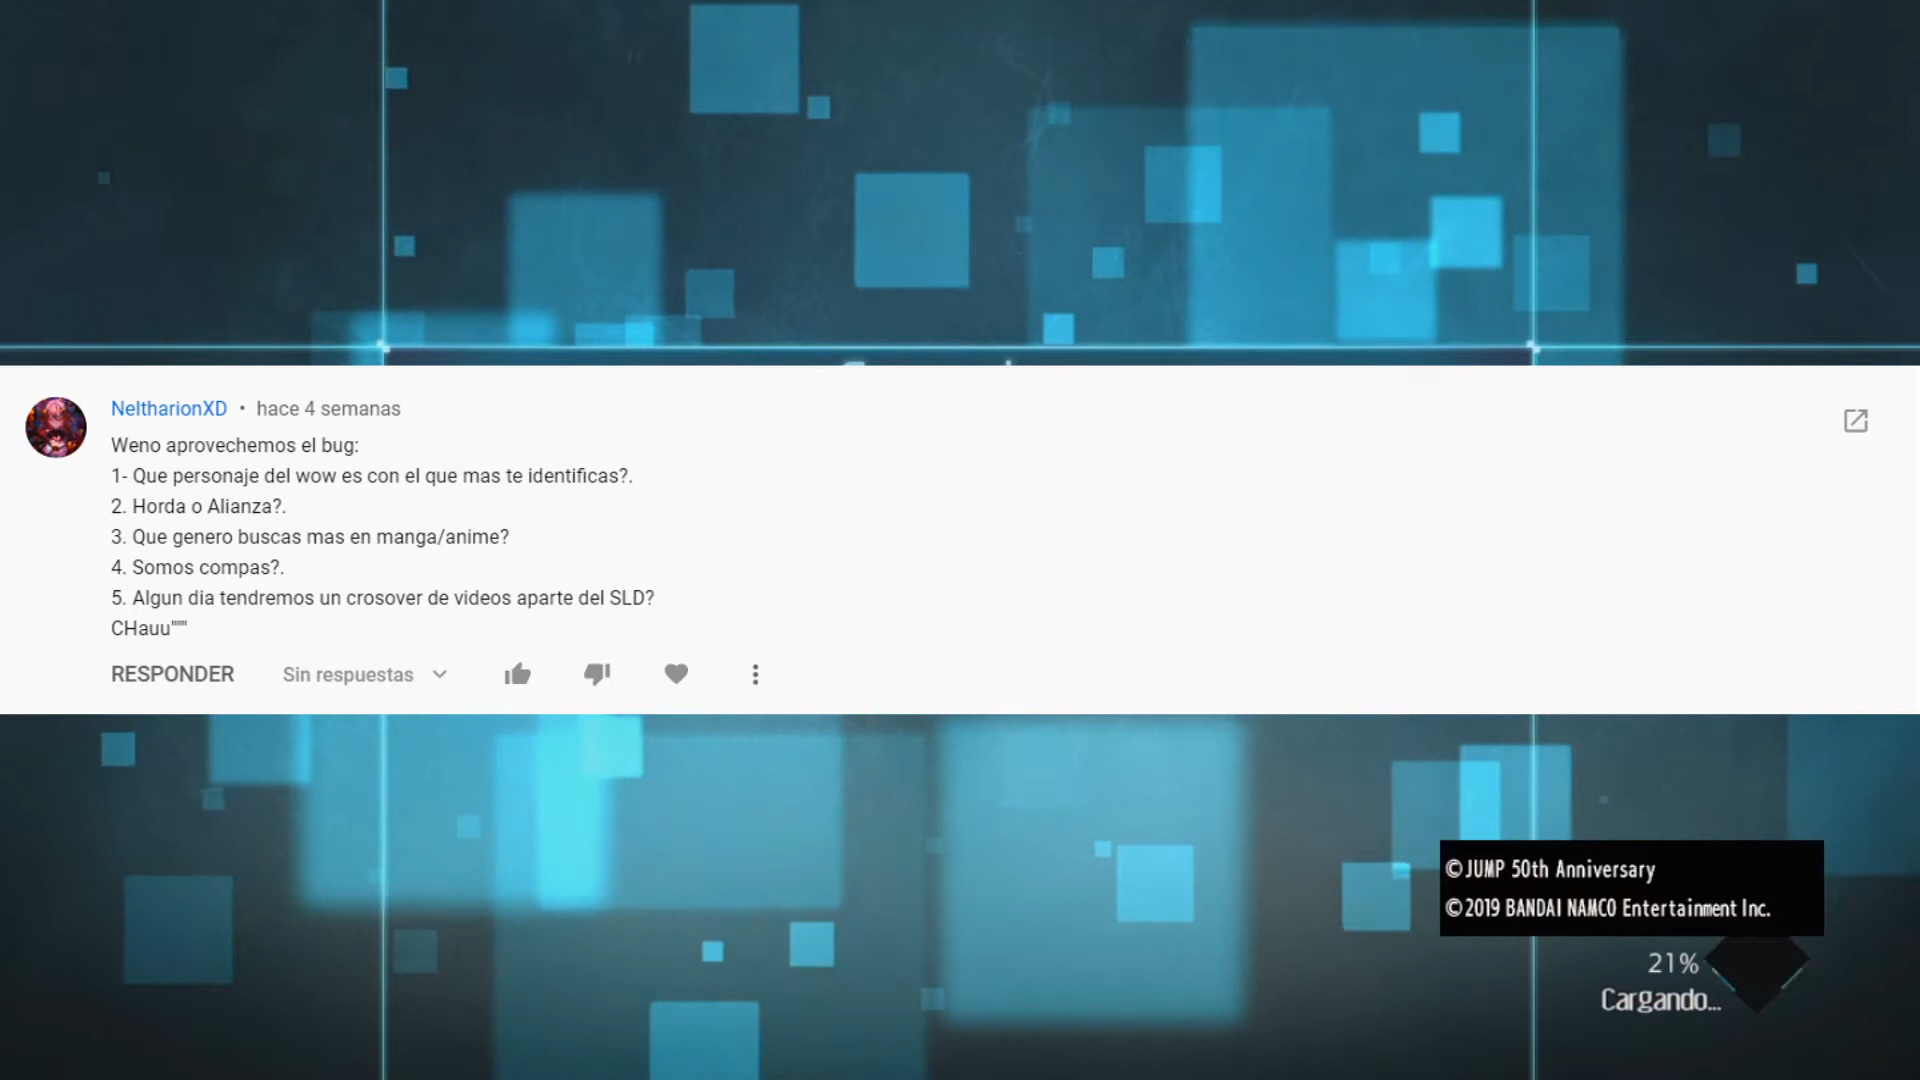 NeltharionXD • hace 4 semanas
Weno aprovechemos el bug:
1- Que personaje del wow es con el que mas te identificas?.
2. Horda o Alianza?.
3. Que genero buscas mas en manga/anime?
4. Somos compas?.
5. Algun dia tendremos un crosover de videos aparte del SLD?
CHauu"""
RESPONDER Sin respuestas
©JUMP 50th Anniversary
©2019 BANDAI NAMCO Entertainment Inc.
21%
Cargando...